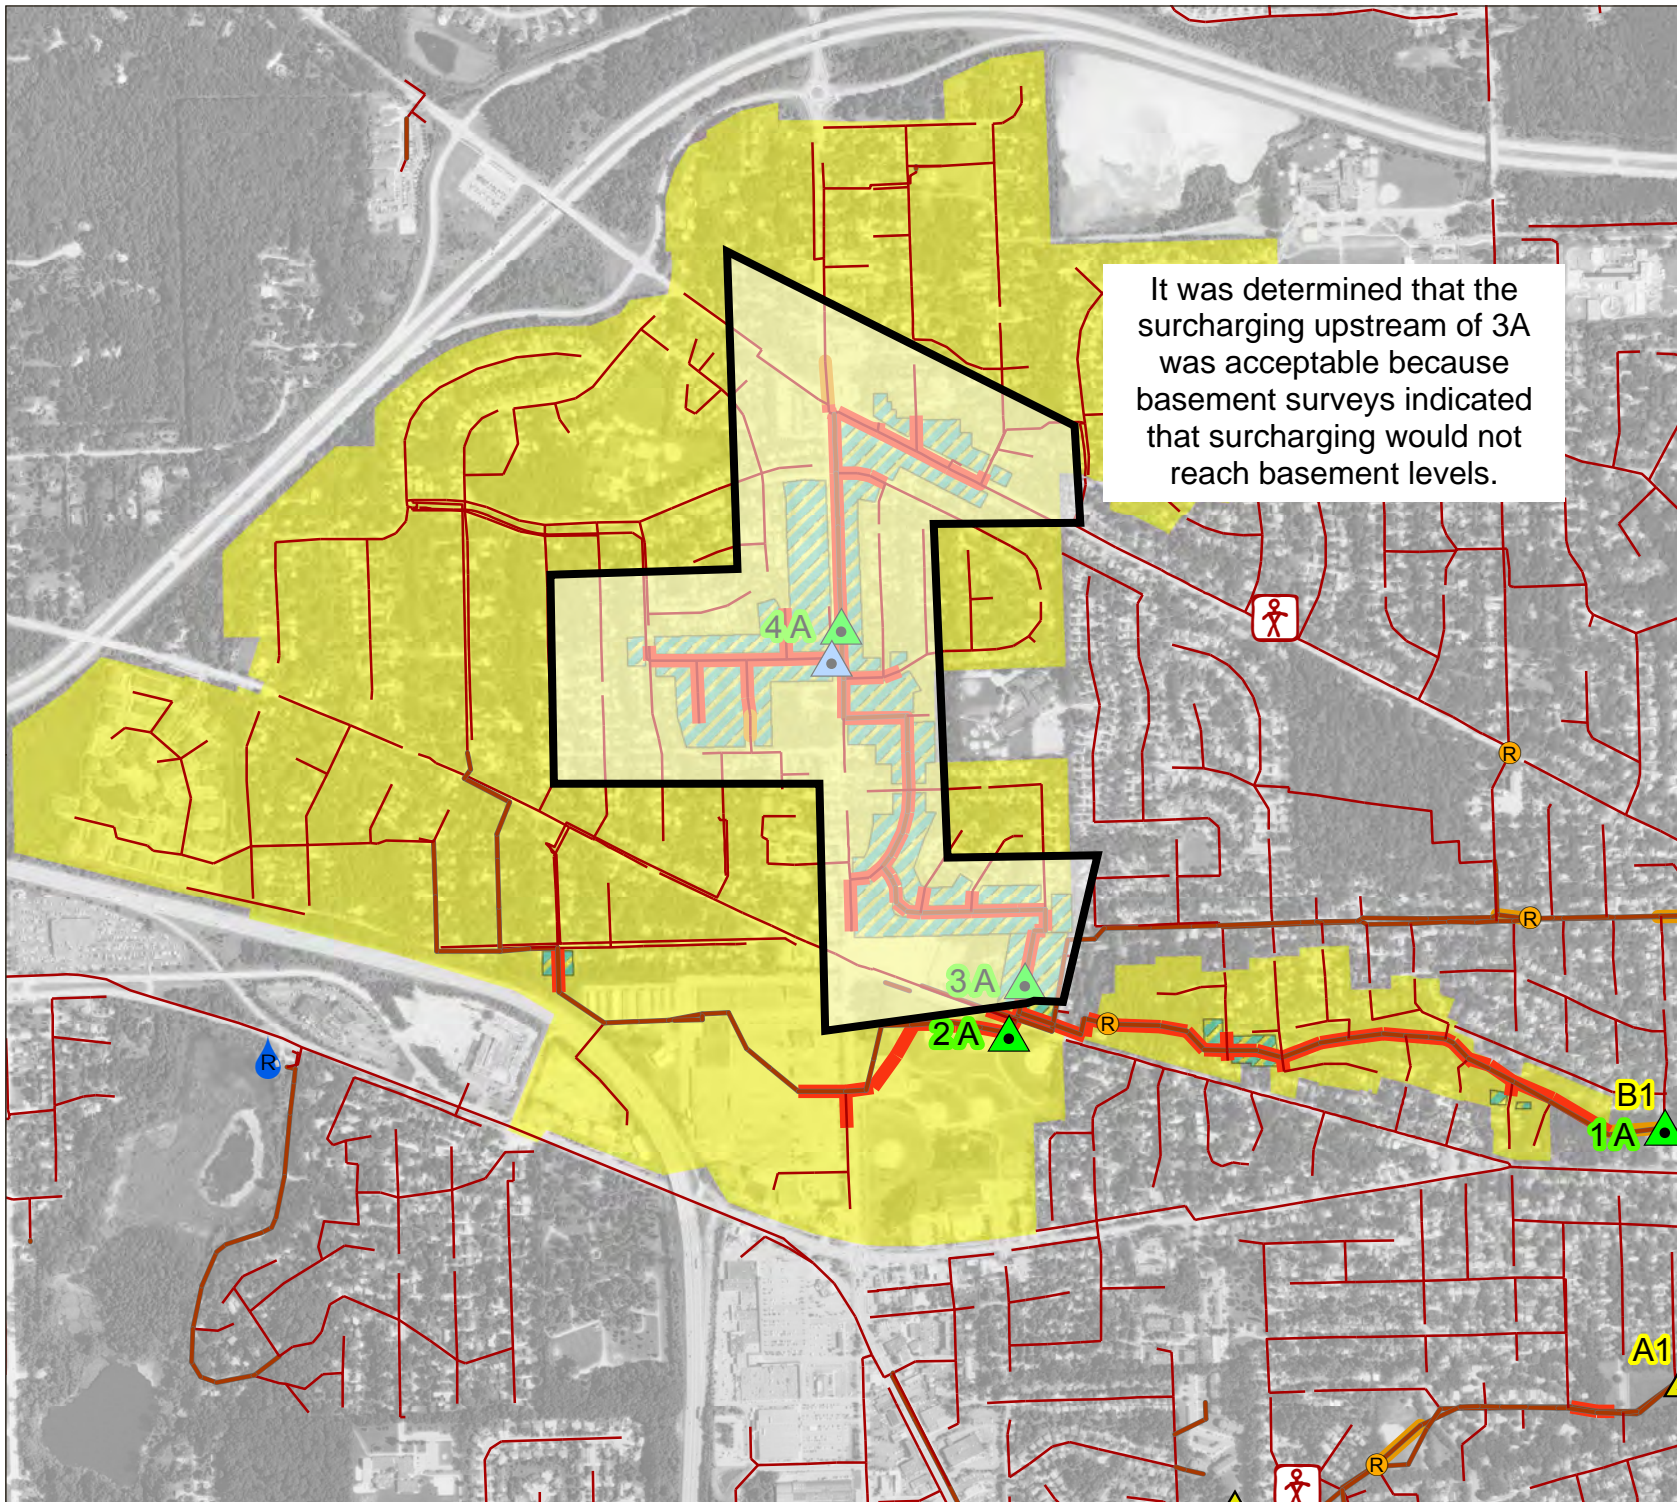 It was determined that the
surcharging upstream of 3A
was acceptable because
basement surveys indicated
that surcharging would not
reach basement levels.
4 A
R
R
3 A
2 A
R
R
B1
1 A
A1
R